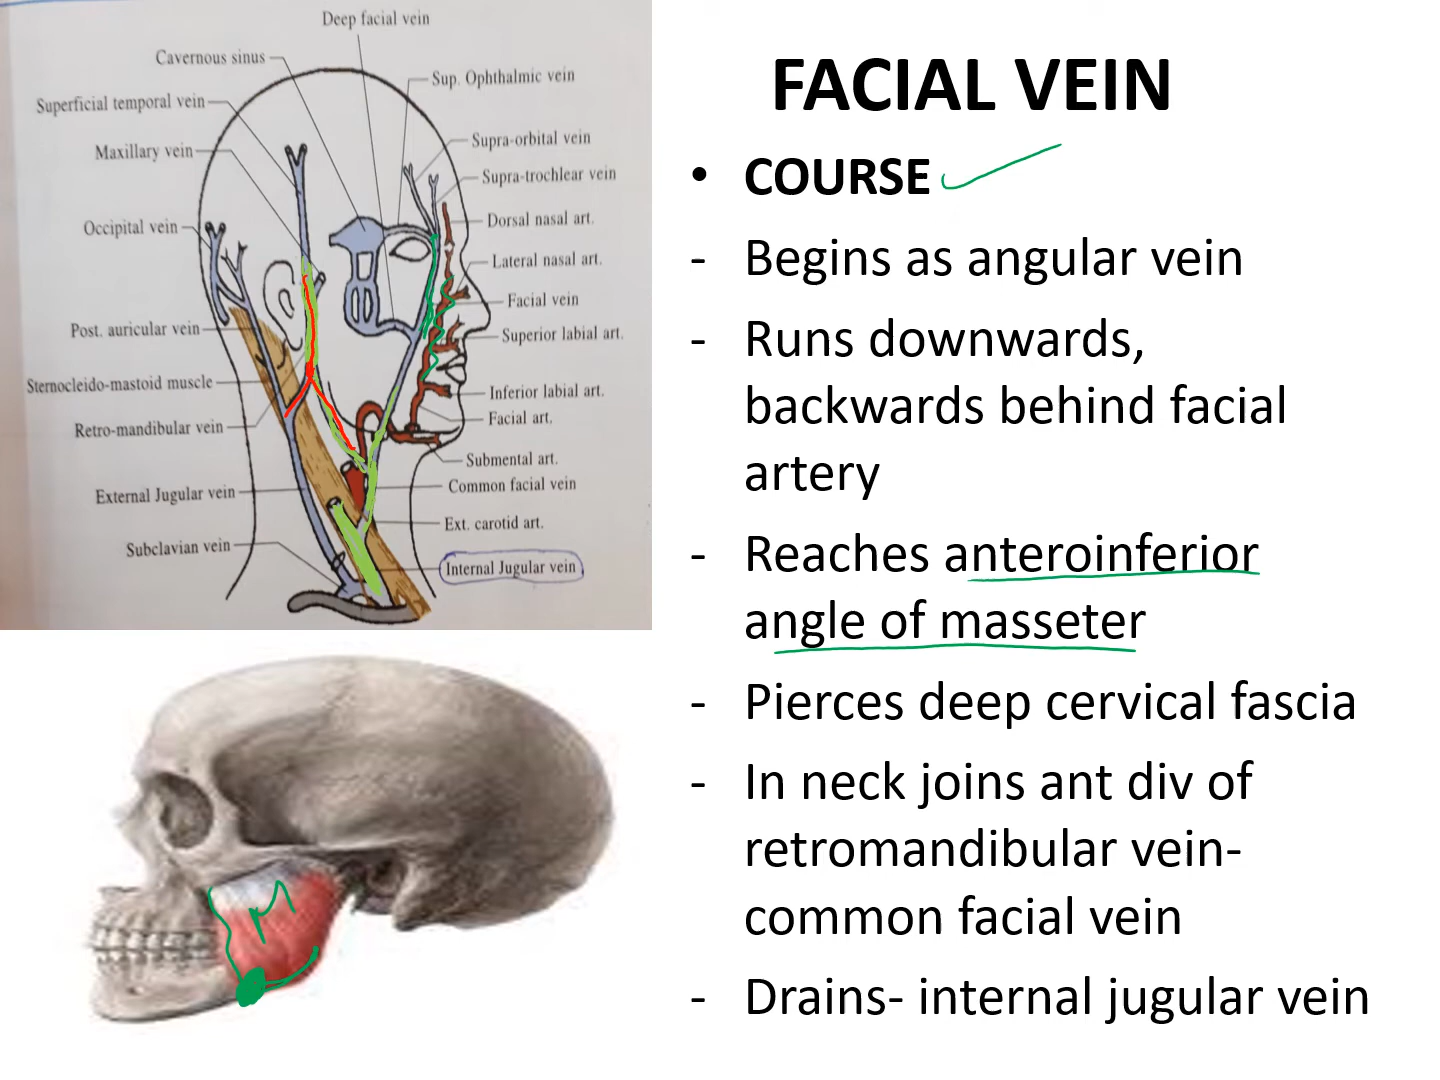 Deep facial vein
Cavernous sinus
Sup. Ophthalmic vein
Superficial temporal vein
Supra-orbital vein
Maxillary vein
Supra-trochlear vein
Occipital vein
Dorsal nasal art.
Lateral nasal art.
Facial vein
Post. auricular vein
Superior labial art.
Sternocleido-mastoid muscle
Inferior labial art.
Facial art.
Retro-mandibular vein
Submental art.
Common facial vein
External Jugular vein
Ext. carotid art.
Subclavian vein
Internal Jugular vein
FACIAL VEIN
• COURSE
- Begins as angular vein
- Runs downwards,
backwards behind facial
artery
- Reaches anteroinferior
angle of masseter
- Pierces deep cervical fascia
- In neck joins ant div of
retromandibular vein-
common facial vein
- Drains- internal jugular vein